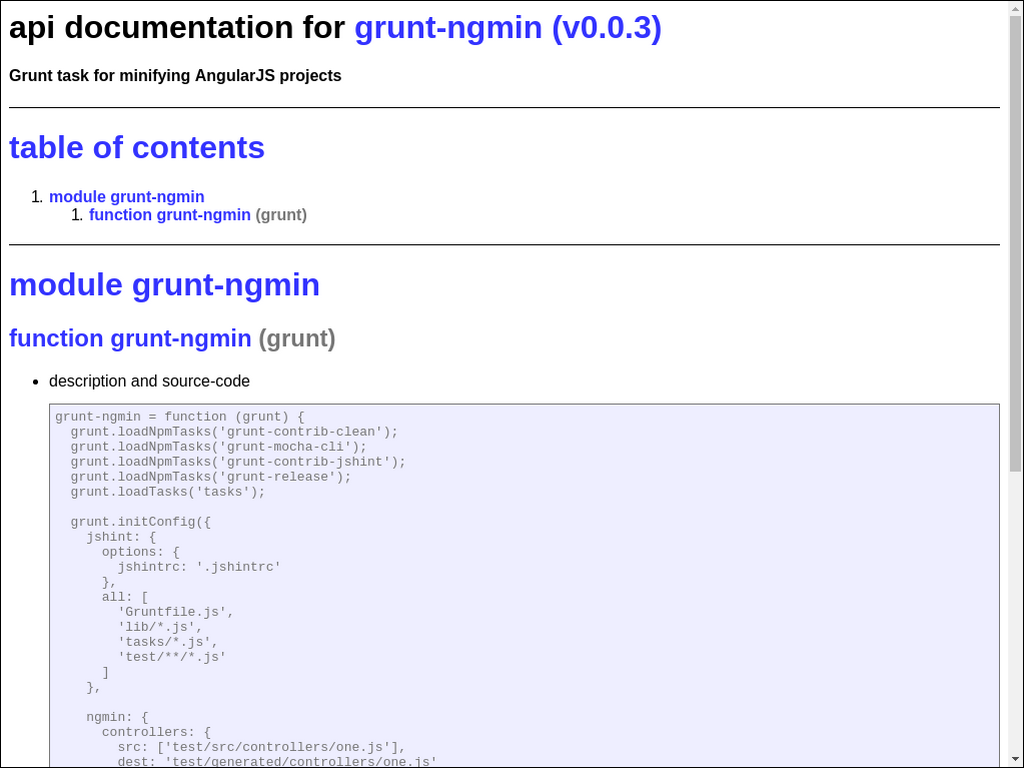 api documentation for grunt-ngmin (v0.0.3)
Grunt task for minifying AngularJS projects
table of contents
1. module grunt-ngmin
1. function grunt-ngmin (grunt)
module grunt-ngmin
function grunt-ngmin (grunt)
• description and source-code
grunt-ngmin = function (grunt) {
  grunt.loadNpmTasks('grunt-contrib-clean');
  grunt.loadNpmTasks('grunt-mocha-cli');
  grunt.loadNpmTasks('grunt-contrib-jshint');
  grunt.loadNpmTasks('grunt-release');
  grunt.loadTasks('tasks');
  grunt.initConfig({
    jshint: {
      options: {
        jshintrc: '.jshintrc'
      },
      all: [
        'Gruntfile.js',
        'lib/*.js',
        'tasks/*.js',
        'test/**/*.js'
      ]
    },
    ngmin: {
      controllers: {
        src: ['test/src/controllers/one.js'],
        dest: 'test/generated/controllers/one.js'